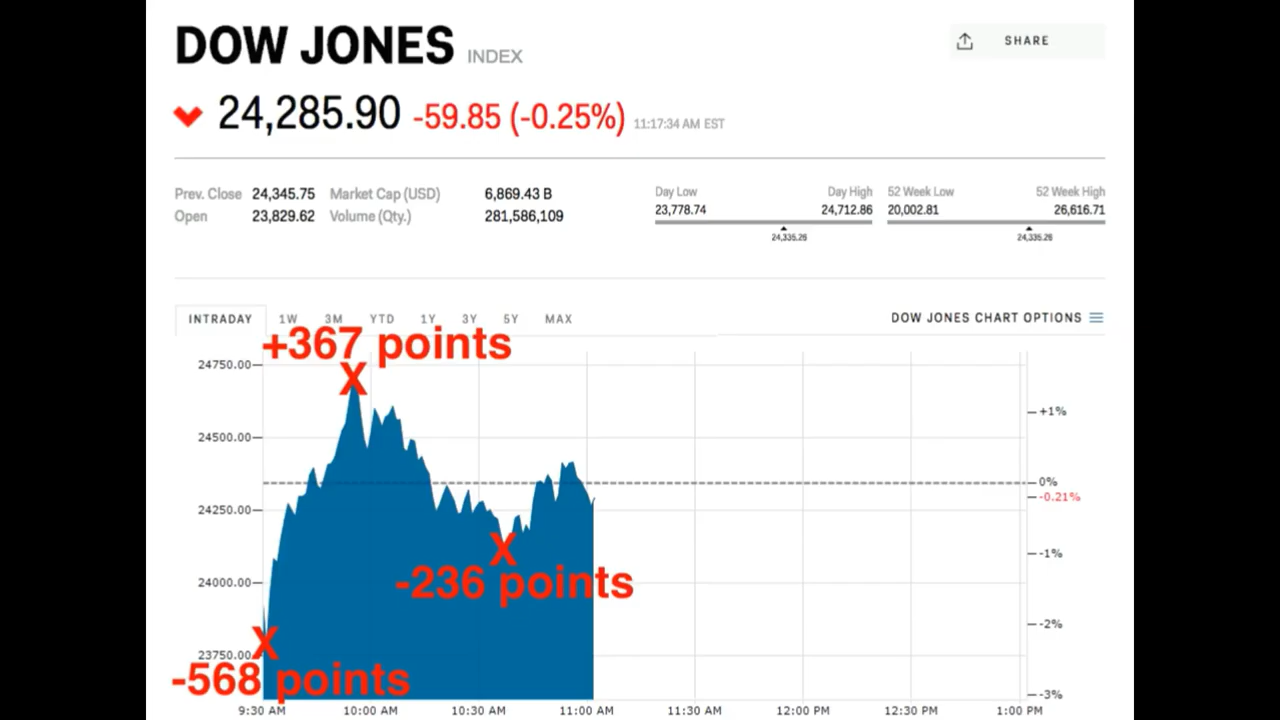 DOW JONES INDEX
SHARE
24,285.90 -59.85 (-0.25%) 11:17:34 AM EST
Prev. Close 24,345.75 Market Cap (USD) 6,869.43 B
Open 23,829.62 Volume (Qty.) 281,586,109
Day Low Day High 52 Week Low 52 Week High
23,778.74 24,712.86 20,002.81 26,616.71
24,335.26 24,335.26
INTRADAY 1W 3M YTD 1Y 3Y 5Y MAX DOW JONES CHART OPTIONS
+367 points
X
24750.00
+1%
24500.00
0%
-0.21%
24250.00
X
-1%
-236 points
24000.00
-2%
X
23750.00
-568 points
-3%
9:30 AM 10:00 AM 10:30 AM 11:00 AM 11:30 AM 12:00 PM 12:30 PM 1:00 PM